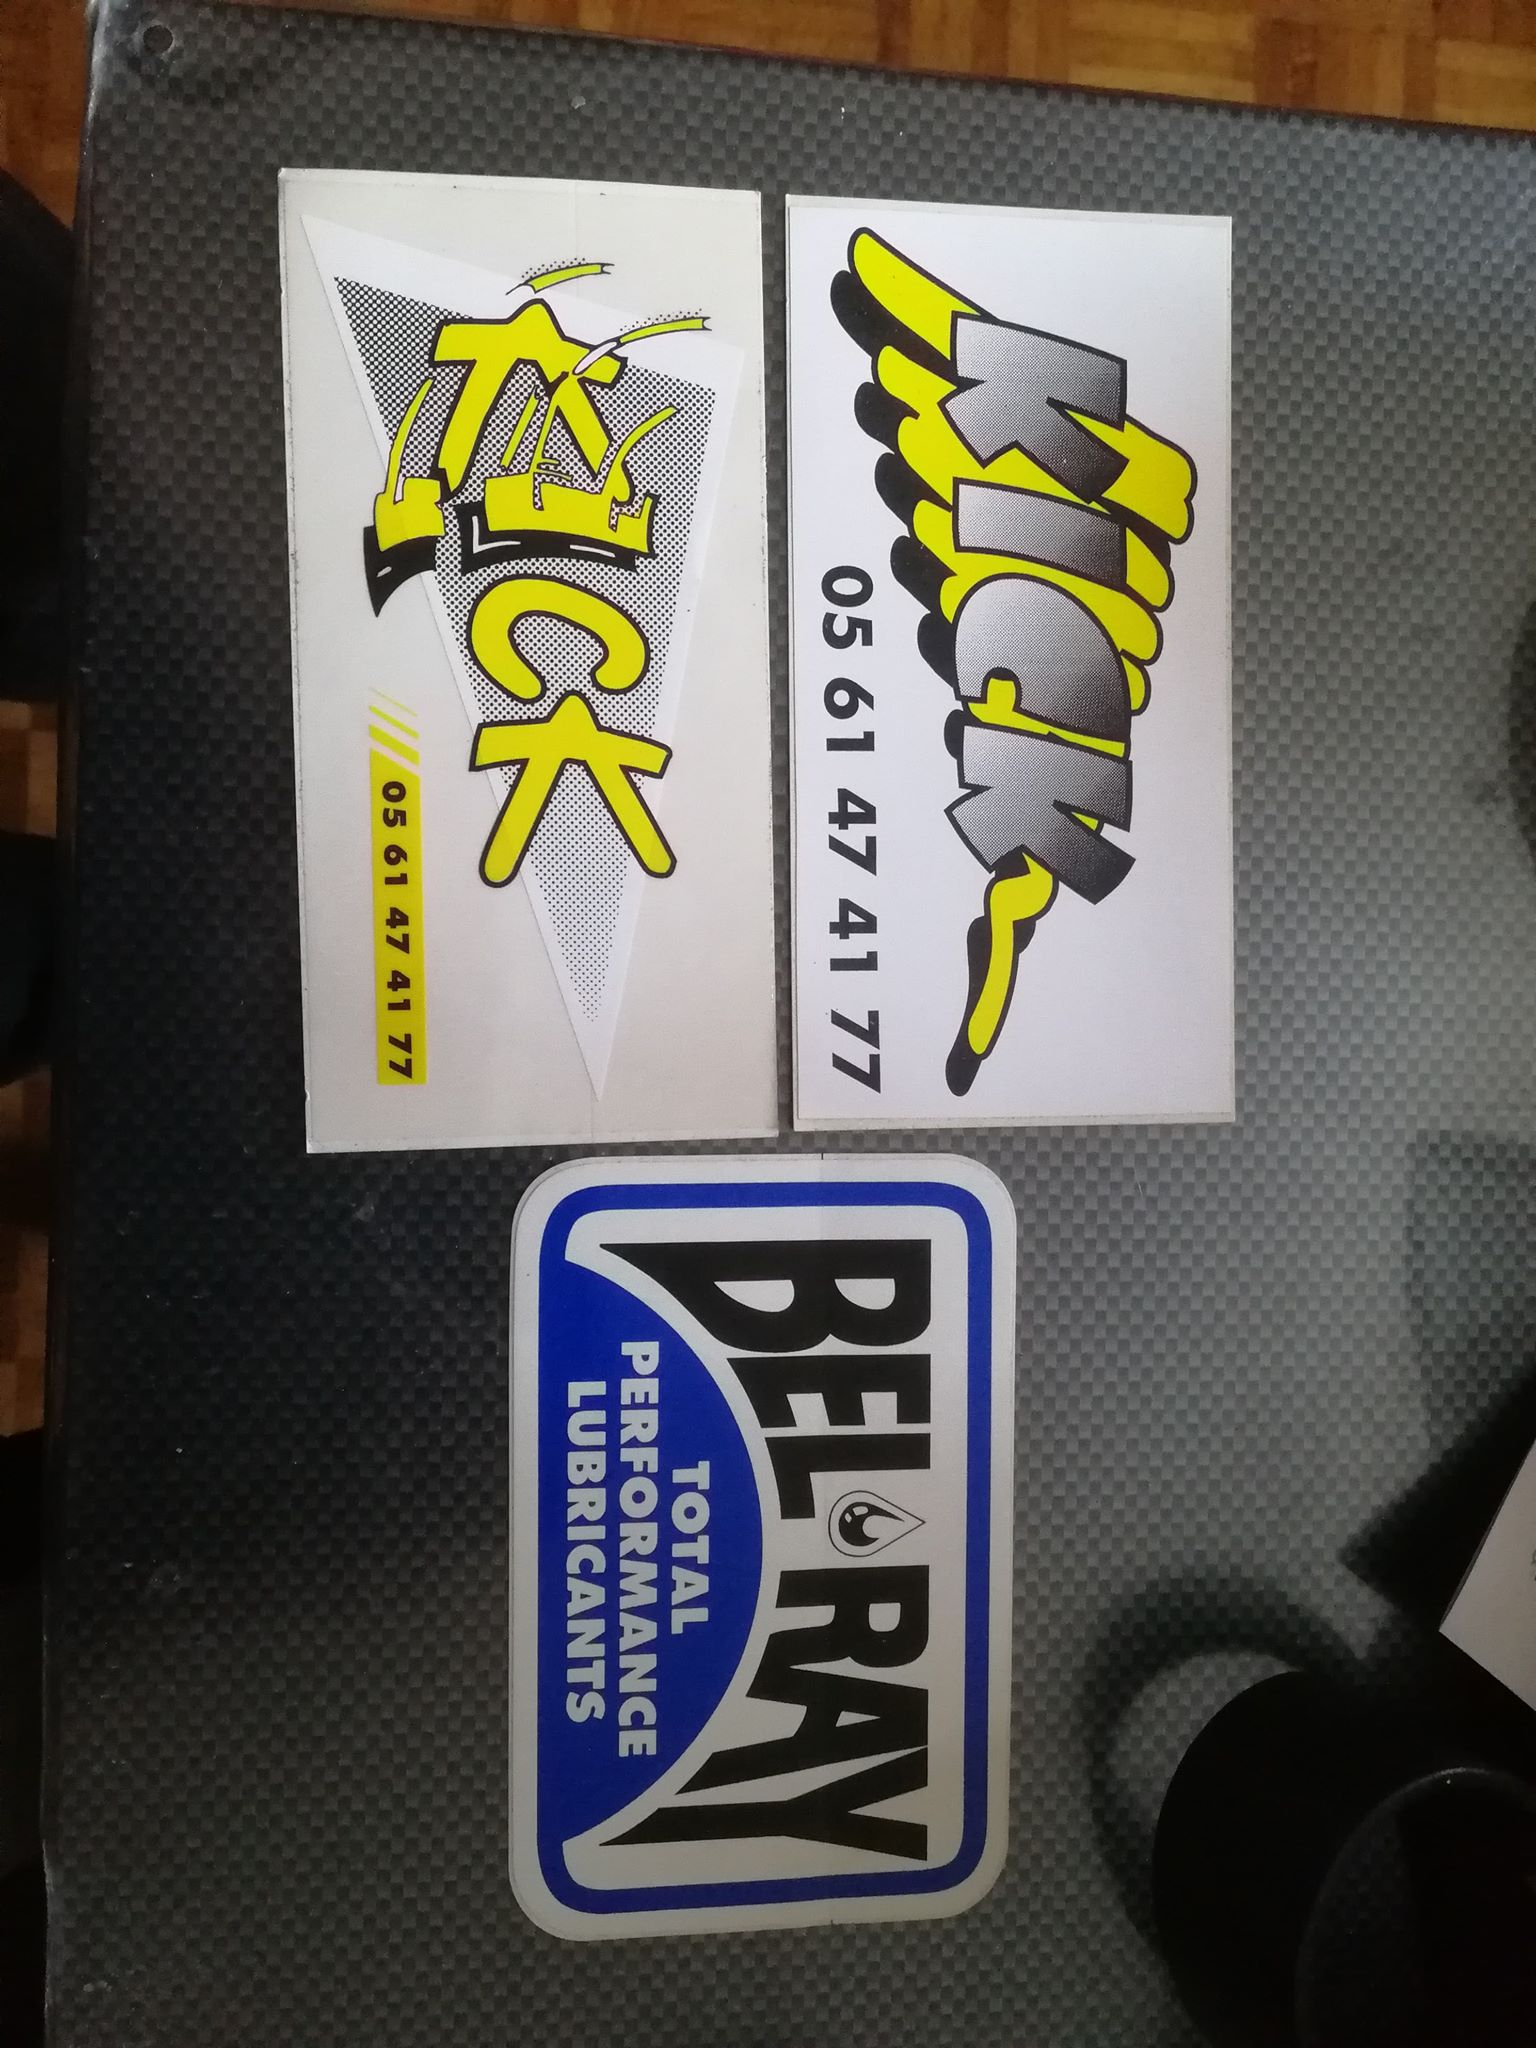 KICK
05 61 47 41 77
KICK
05 61 47 41 77
BEL RAY
TOTAL
PERFORMANCE
LUBRICANTS